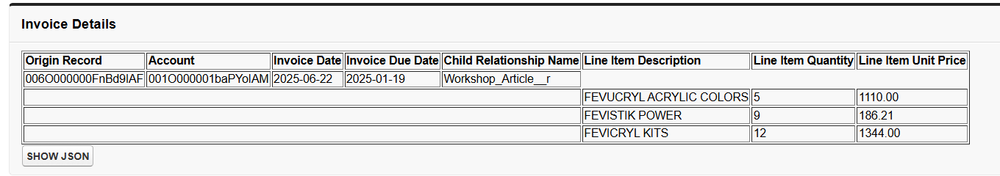 Invoice Details
Origin Record Account Invoice Date Invoice Due Date Child Relationship Name Line Item Description Line Item Quantity Line Item Unit Price
006O000000FnBd9IAF 001O000001baPYoIAM 2025-06-22 2025-01-19 Workshop_Article__r
FEVUCRYL ACRYLIC COLORS 5 1110.00
FEVISTIK POWER 9 186.21
FEVICRYL KITS 12 1344.00
SHOW JSON